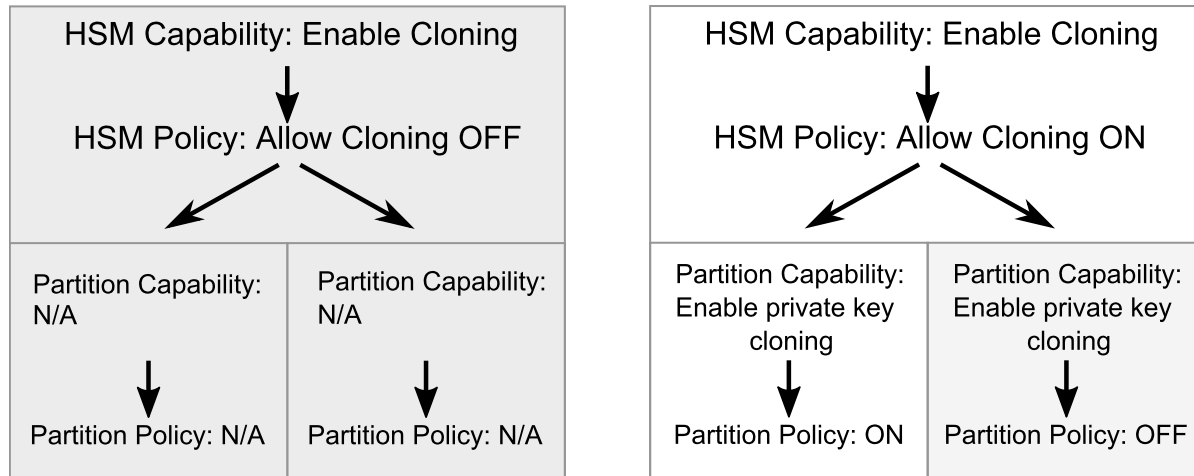 HSM Capability: Enable Cloning
HSM Policy: Allow Cloning OFF
Partition Capability:
N/A
Partition Policy: N/A
Partition Capability:
N/A
Partition Policy: N/A
HSM Capability: Enable Cloning
HSM Policy: Allow Cloning ON
Partition Capability:
Enable private key
cloning
Partition Policy: ON
Partition Capability:
Enable private key
cloning
Partition Policy: OFF